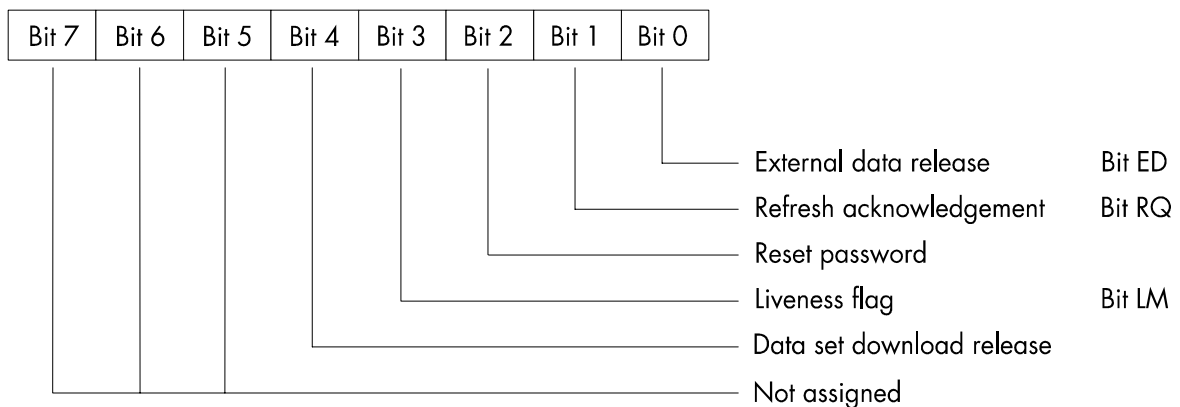 Bit 7 Bit 6 Bit 5 Bit 4 Bit 3 Bit 2 Bit 1 Bit 0
External data release Bit ED
Refresh acknowledgement Bit RQ
Reset password
Liveness flag Bit LM
Data set download release
Not assigned